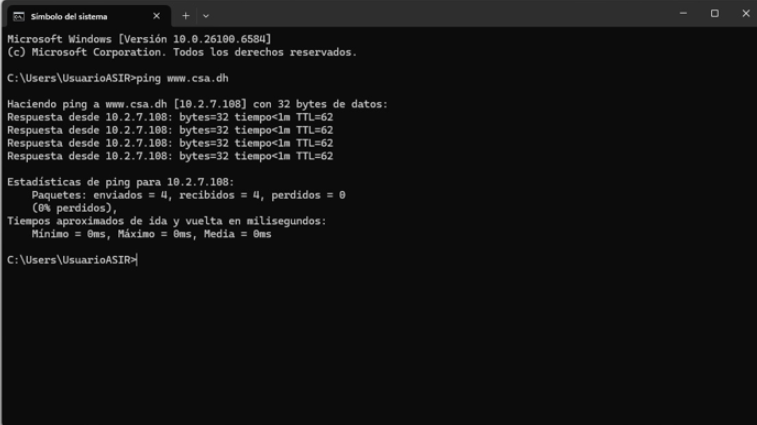 Símbolo del sistema
Microsoft Windows [Versión 10.0.26100.6584]
(c) Microsoft Corporation. Todos los derechos reservados.
C:\Users\UsuarioASIR>ping www.csa.dh
Haciendo ping a www.csa.dh [10.2.7.108] con 32 bytes de datos:
Respuesta desde 10.2.7.108: bytes=32 tiempo<1m TTL=62
Respuesta desde 10.2.7.108: bytes=32 tiempo<1m TTL=62
Respuesta desde 10.2.7.108: bytes=32 tiempo<1m TTL=62
Respuesta desde 10.2.7.108: bytes=32 tiempo<1m TTL=62
Estadísticas de ping para 10.2.7.108:
Paquetes: enviados = 4, recibidos = 4, perdidos = 0
(0% perdidos),
Tiempos aproximados de ida y vuelta en milisegundos:
Mínimo = 0ms, Máximo = 0ms, Media = 0ms
C:\Users\UsuarioASIR>